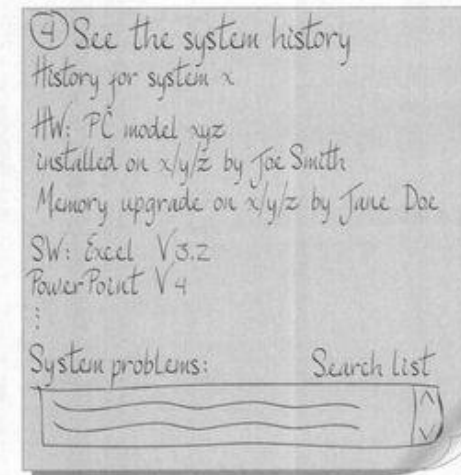 4 See the system history
History for system x
HW: PC model xyz
installed on x/y/z by Joe Smith
Memory upgrade on x/y/z by Jane Doe
SW: Excel V3.2
PowerPoint V4
⋮
System problems: Search list